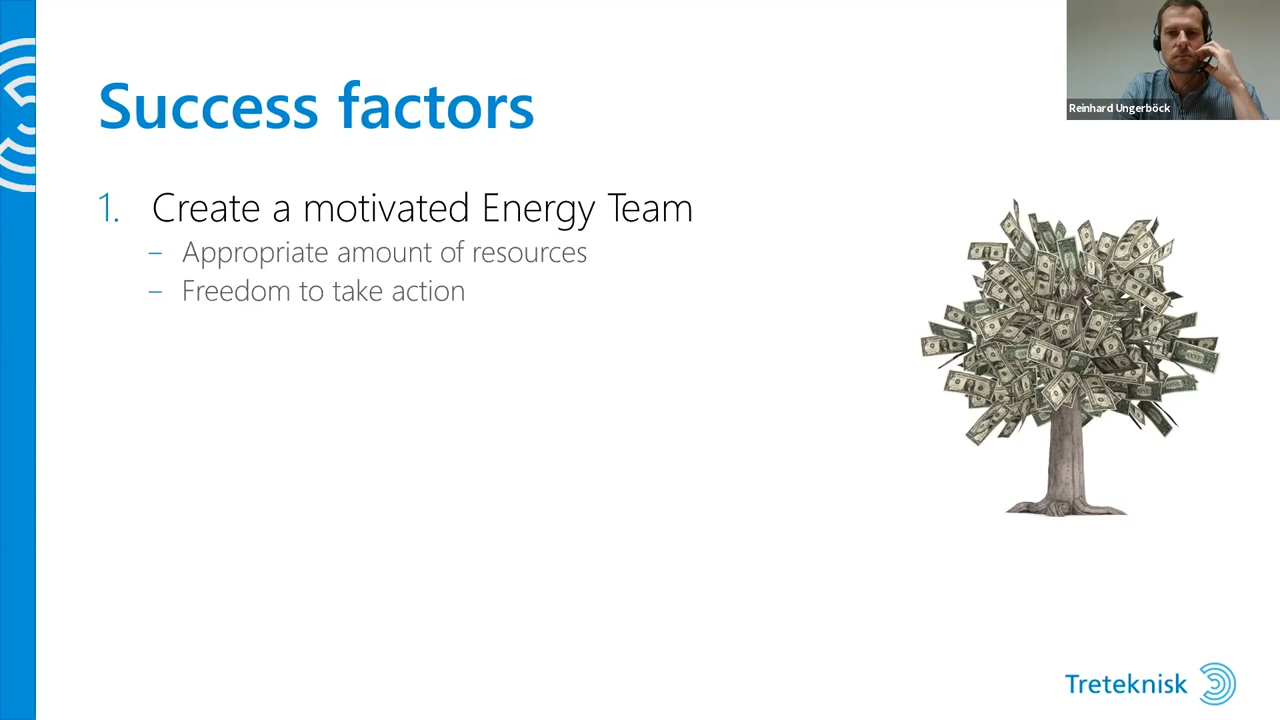 Success factors
Reinhard Ungerböck
1. Create a motivated Energy Team
– Appropriate amount of resources
– Freedom to take action
Treteknisk